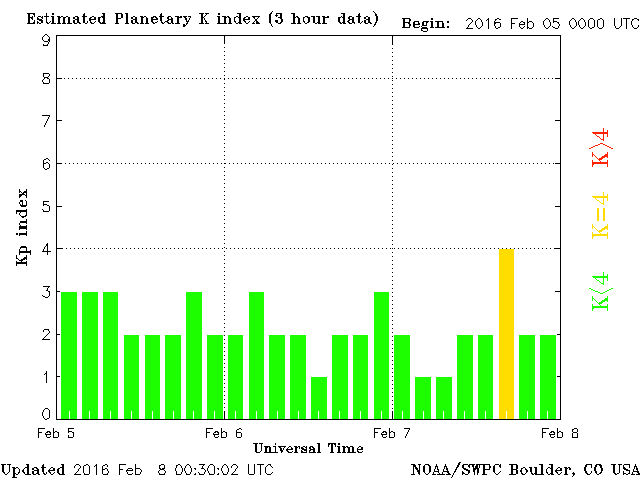 Estimated Planetary K index (3 hour data)
Begin: 2016 Feb 05 0000 UTC
9
8
7
6
5
4
3
2
1
0
Kp index
K>4
K=4
K<4
Feb 5
Feb 6
Feb 7
Feb 8
Universal Time
Updated 2016 Feb 8 00:30:02 UTC
NOAA/SWPC Boulder, CO USA